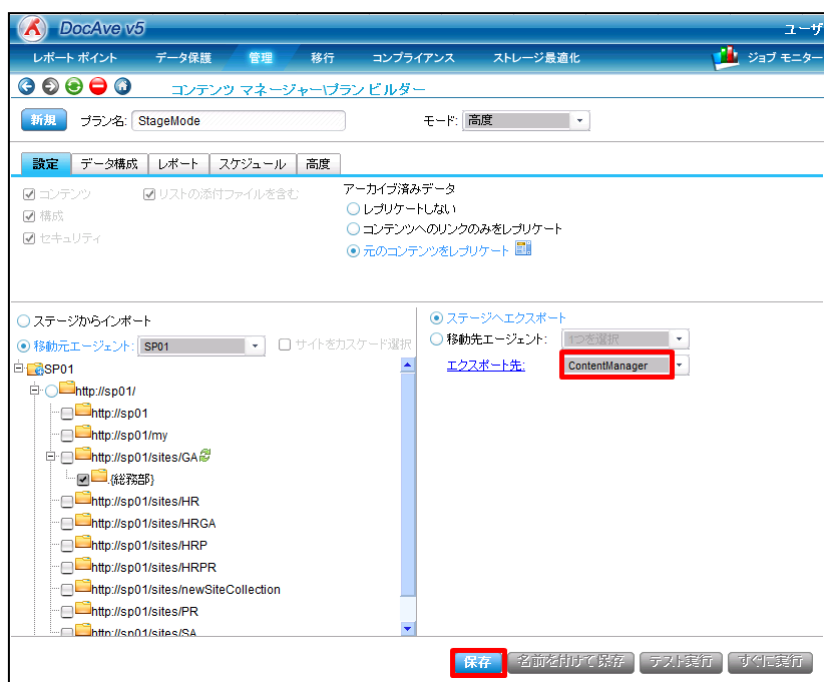 DocAve v5
ユーザ
レポート ポイント データ保護 管理 移行 コンプライアンス ストレージ最適化 ジョブ モニター
コンテンツ マネージャー\プラン ビルダー
新規 プラン名: StageMode モード: 高度
設定 データ構成 レポート スケジュール 高度
コンテンツ リストの添付ファイルを含む アーカイブ済みデータ
レプリケートしない
構成
コンテンツへのリンクのみをレプリケート
セキュリティ
元のコンテンツをレプリケート
ステージからインポート ステージへエクスポート
移動元エージェント: SP01 サイトをカスケード選択 移動先エージェント: 1つを選択
SP01 エクスポート先: ContentManager
http://sp01/
http://sp01
http://sp01/my
http://sp01/sites/GA
.{総務部}
http://sp01/sites/HR
http://sp01/sites/HRGA
http://sp01/sites/HRP
http://sp01/sites/HRPR
http://sp01/sites/newSiteCollection
http://sp01/sites/PR
http://sp01/sites/SA
保存 名前を付けて保存 テスト実行 すぐに実行